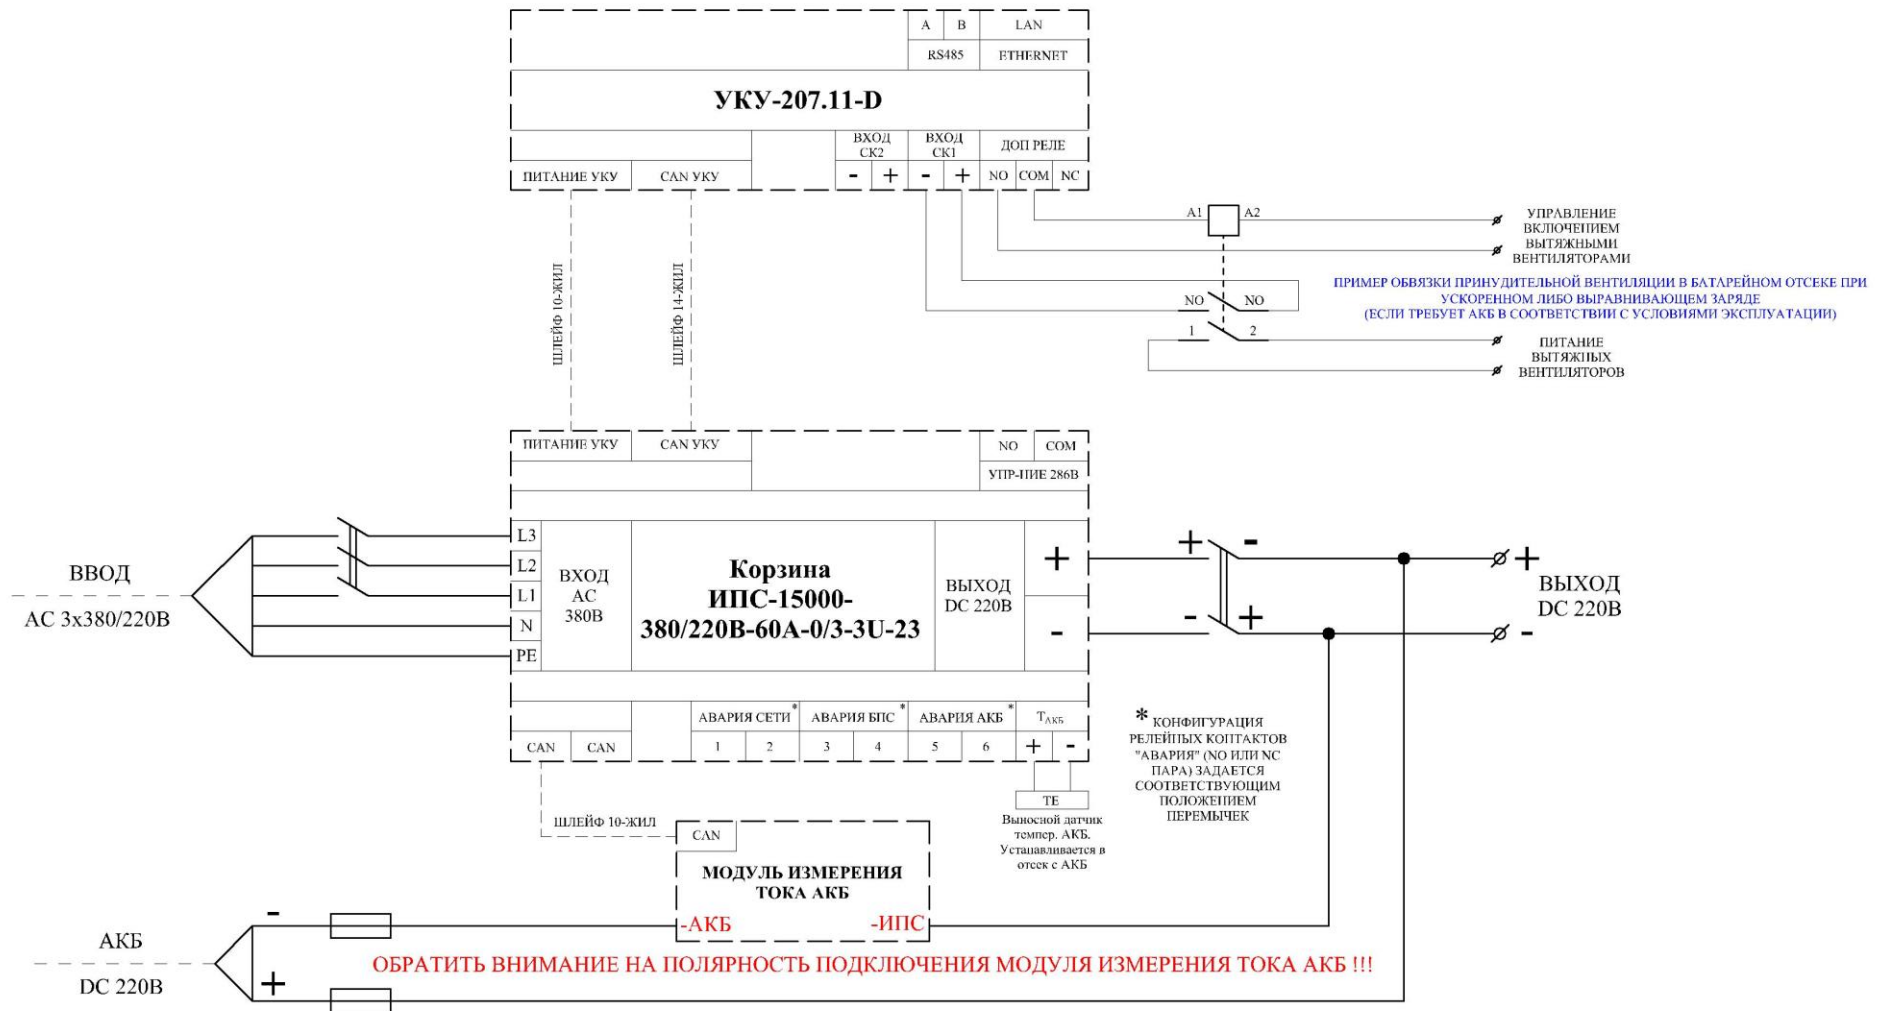 A B LAN
RS485 ETHERNET
УКУ-207.11-D
ВХОД
СК2
ВХОД
СК1
ДОП РЕЛЕ
ПИТАНИЕ УКУ CAN УКУ - + - + NO COM NC
A1 A2
УПРАВЛЕНИЕ
ВКЛЮЧЕНИЕМ
ВЫТЯЖНЫМИ
ВЕНТИЛЯТОРАМИ
ШЛЕЙФ 10-ЖИЛ
ШЛЕЙФ 14-ЖИЛ
ПРИМЕР ОБВЯЗКИ ПРИНУДИТЕЛЬНОЙ ВЕНТИЛЯЦИИ В БАТАРЕЙНОМ ОТСЕКЕ ПРИ
УСКОРЕННОМ ЛИБО ВЫРАВНИВАЮЩЕМ ЗАРЯДЕ
(ЕСЛИ ТРЕБУЕТ АКБ В СООТВЕТСТВИИ С УСЛОВИЯМИ ЭКСПЛУАТАЦИИ)
NO NO
1 2
ПИТАНИЕ
ВЫТЯЖНЫХ
ВЕНТИЛЯТОРОВ
ПИТАНИЕ УКУ CAN УКУ NO COM
УПР-НИЕ 286В
ВВОД
AC 3x380/220В
L3
L2
L1
N
PE
ВХОД
AC
380В
Корзина
ИПС-15000-
380/220В-60А-0/3-3U-23
ВЫХОД
DC 220В
+
-
+ -
- +
+
-
ВЫХОД
DC 220В
АВАРИЯ СЕТИ* АВАРИЯ БПС* АВАРИЯ АКБ* ТАКБ
CAN CAN 1 2 3 4 5 6 + -
* КОНФИГУРАЦИЯ
РЕЛЕЙНЫХ КОНТАКТОВ
"АВАРИЯ" (NO ИЛИ NC
ПАРА) ЗАДАЕТСЯ
СООТВЕТСТВУЮЩИМ
ПОЛОЖЕНИЕМ
ПЕРЕМЫЧЕК
TE
Выносной датчик
темпер. АКБ.
Устанавливается в
отсек с АКБ
ШЛЕЙФ 10-ЖИЛ
CAN
МОДУЛЬ ИЗМЕРЕНИЯ
ТОКА АКБ
-АКБ -ИПС
АКБ
DC 220В
-
+
ОБРАТИТЬ ВНИМАНИЕ НА ПОЛЯРНОСТЬ ПОДКЛЮЧЕНИЯ МОДУЛЯ ИЗМЕРЕНИЯ ТОКА АКБ !!!